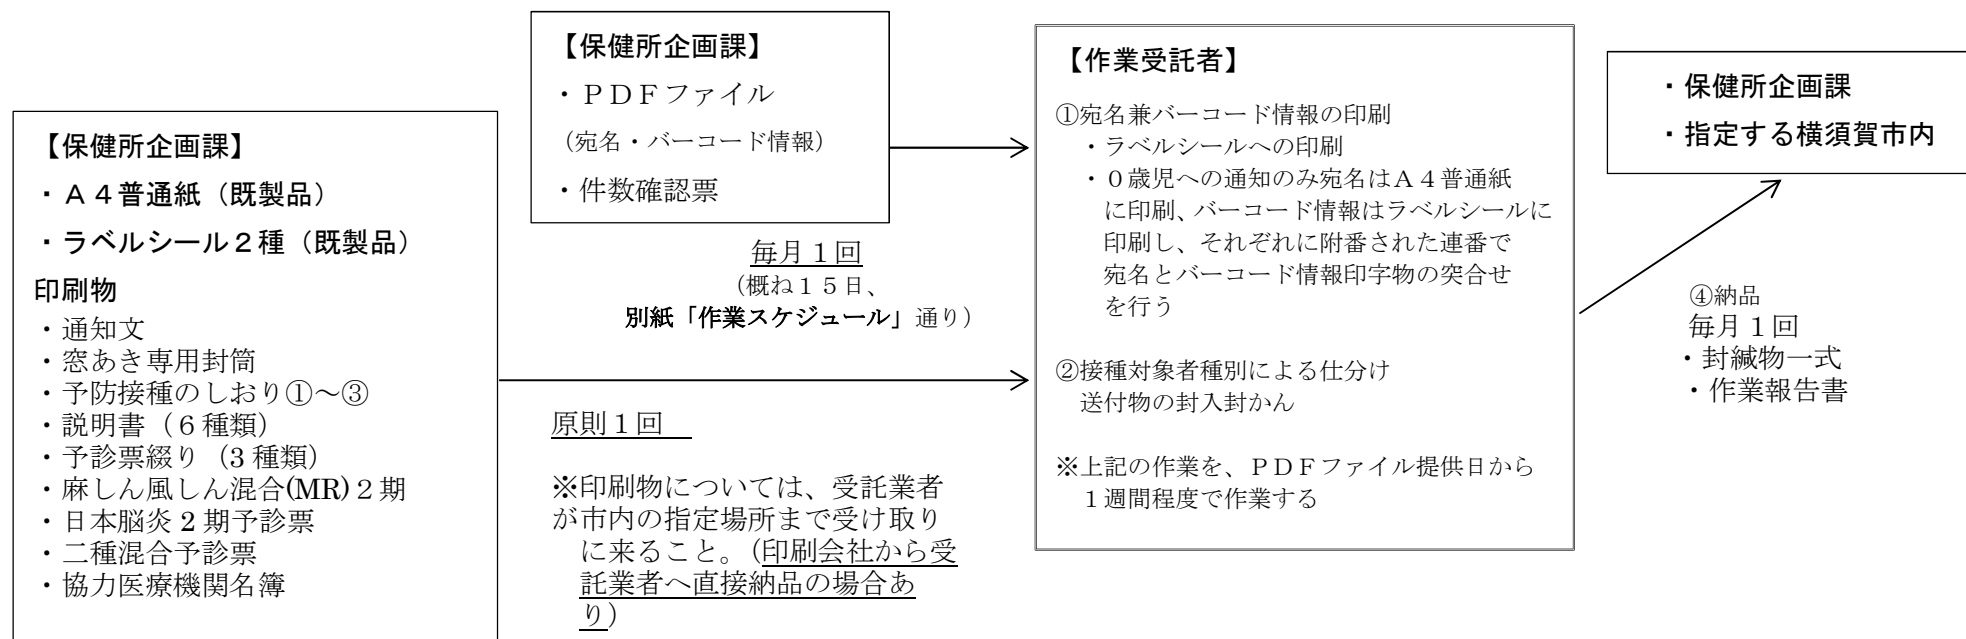 【保健所企画課】
・Ａ４普通紙（既製品）
・ラベルシール２種（既製品）
印刷物
・通知文
・窓あき専用封筒
・予防接種のしおり①～③
・説明書（６種類）
・予診票綴り（３種類）
・麻しん風しん混合(MR)２期
・日本脳炎２期予診票
・二種混合予診票
・協力医療機関名簿
【保健所企画課】
・ＰＤＦファイル
（宛名・バーコード情報）
・件数確認票
毎月１回
（概ね１５日、
別紙「作業スケジュール」通り）
原則１回
※印刷物については、受託業者
が市内の指定場所まで受け取り
に来ること。（印刷会社から受
託業者へ直接納品の場合あ
り）
【作業受託者】
①宛名兼バーコード情報の印刷
・ラベルシールへの印刷
・０歳児への通知のみ宛名はＡ４普通紙
に印刷、バーコード情報はラベルシールに
印刷し、それぞれに附番された連番で
宛名とバーコード情報印字物の突合せ
を行う
②接種対象者種別による仕分け
送付物の封入封かん
※上記の作業を、ＰＤＦファイル提供日から
１週間程度で作業する
・保健所企画課
・指定する横須賀市内
④納品
毎月１回
・封緘物一式
・作業報告書